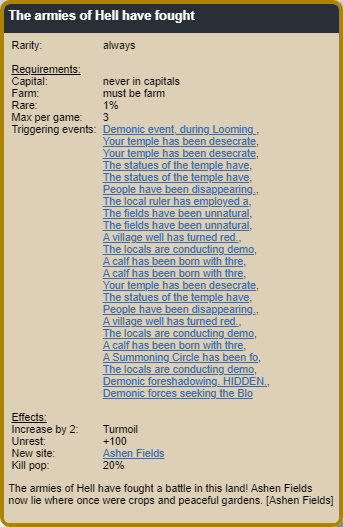 The armies of Hell have fought
Rarity: always
Requirements:
Capital: never in capitals
Farm: must be farm
Rare: 1%
Max per game: 3
Triggering events: Demonic event, during Looming ,
Your temple has been desecrate,
Your temple has been desecrate,
The statues of the temple have,
The statues of the temple have,
People have been disappearing.,
The local ruler has employed a,
The fields have been unnatural,
The fields have been unnatural,
A village well has turned red.,
The locals are conducting demo,
A calf has been born with thre,
A calf has been born with thre,
Your temple has been desecrate,
The statues of the temple have,
People have been disappearing.,
A village well has turned red.,
The locals are conducting demo,
A calf has been born with thre,
A Summoning Circle has been fo,
The locals are conducting demo,
Demonic foreshadowing. HIDDEN.,
Demonic forces seeking the Blo
Effects:
Increase by 2: Turmoil
Unrest: +100
New site: Ashen Fields
Kill pop: 20%
The armies of Hell have fought a battle in this land! Ashen Fields
now lie where once were crops and peaceful gardens. [Ashen Fields]